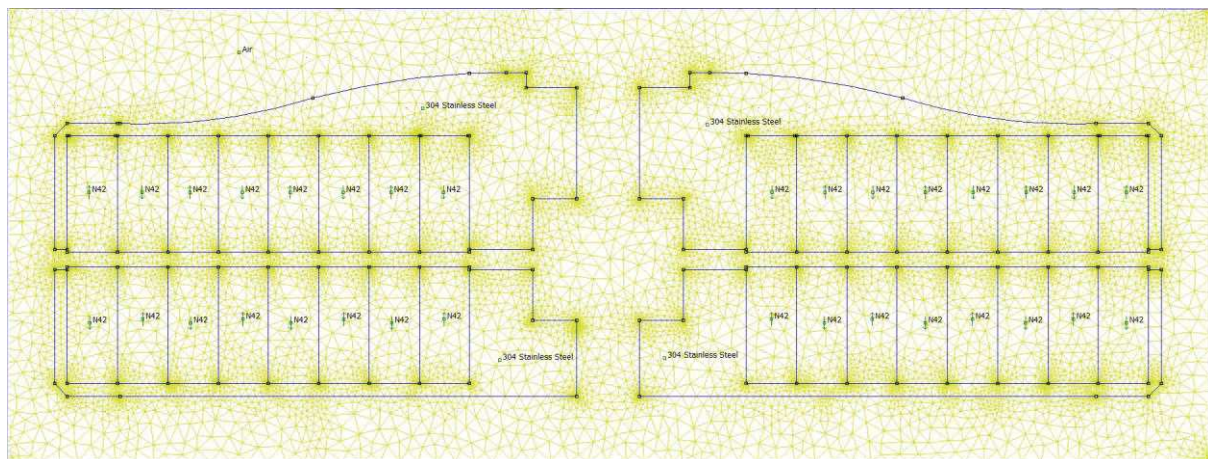 Air
304 Stainless Steel
304 Stainless Steel
N42 N42 N42 N42 N42 N42 N42 N42 N42 N42 N42 N42 N42 N42 N42 N42
N42 N42 N42 N42 N42 N42 N42 N42 N42 N42 N42 N42 N42 N42 N42 N42
304 Stainless Steel 304 Stainless Steel